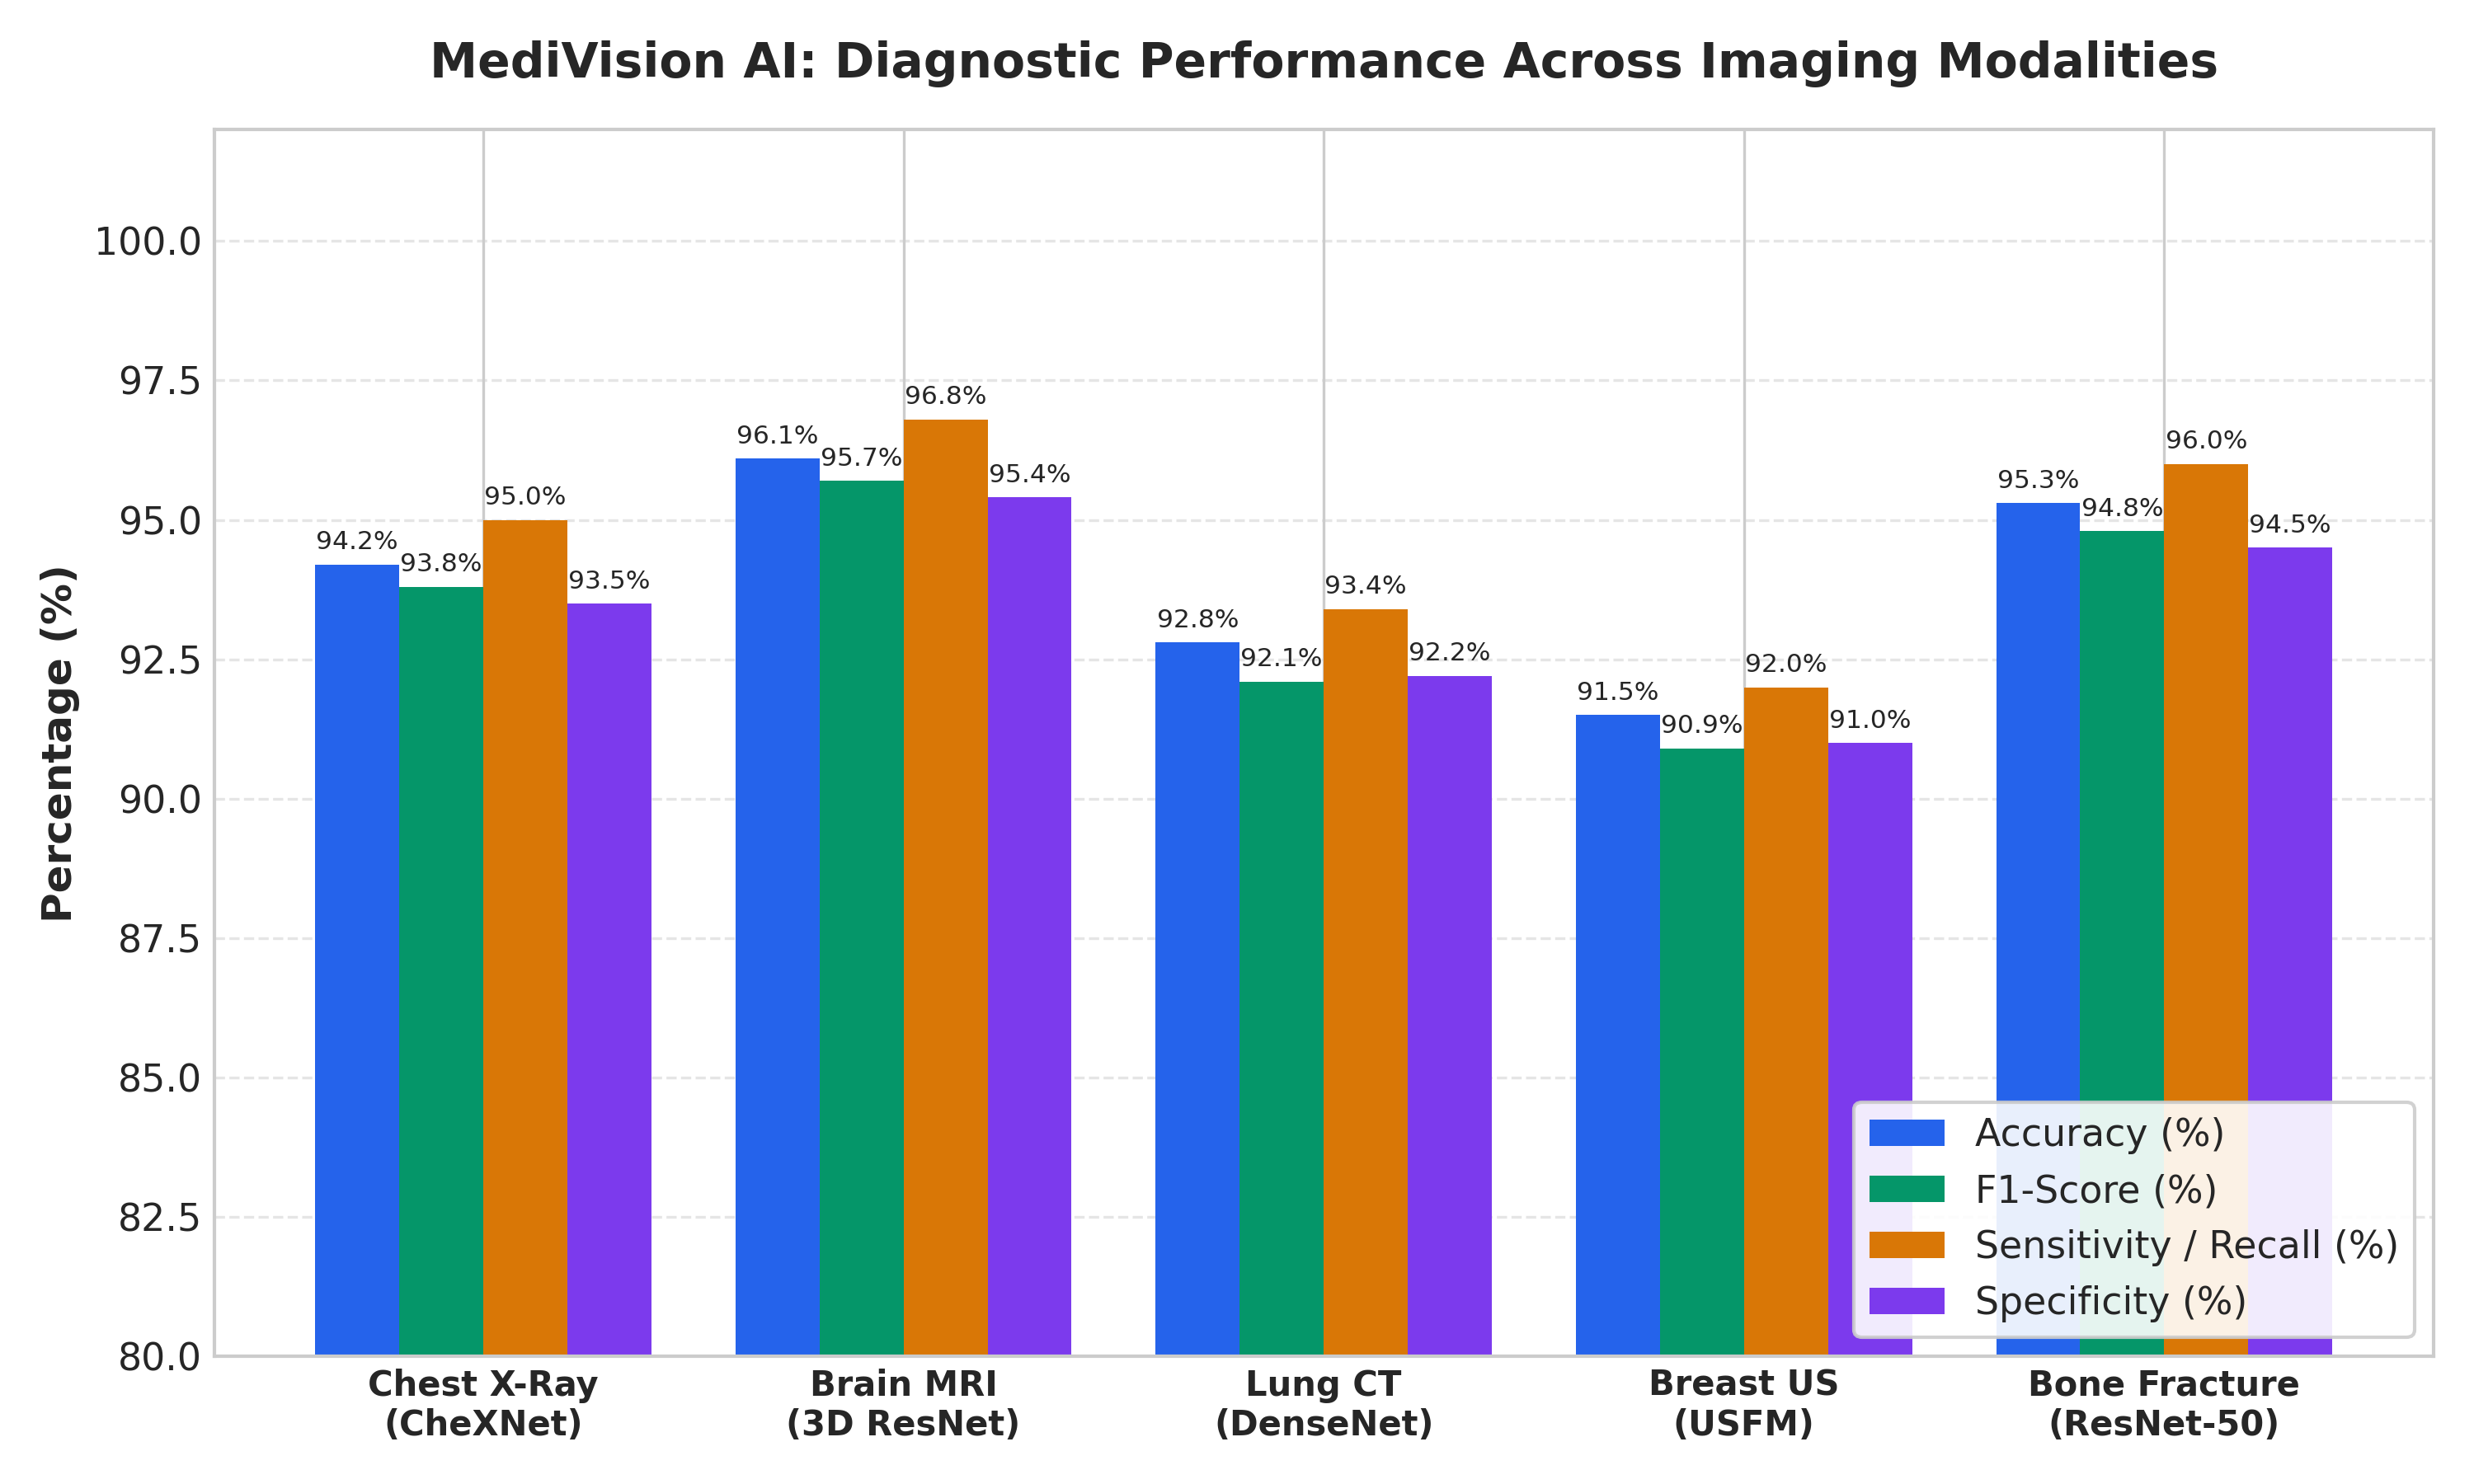 MediVision AI: Diagnostic Performance Across Imaging Modalities
Percentage (%)
100.0
97.5
95.0
92.5
90.0
87.5
85.0
82.5
80.0
94.2%
93.8%
95.0%
93.5%
96.1%
95.7%
96.8%
95.4%
92.8%
92.1%
93.4%
92.2%
91.5%
90.9%
92.0%
91.0%
95.3%
94.8%
96.0%
94.5%
Accuracy (%)
F1-Score (%)
Sensitivity / Recall (%)
Specificity (%)
Chest X-Ray
(CheXNet)
Brain MRI
(3D ResNet)
Lung CT
(DenseNet)
Breast US
(USFM)
Bone Fracture
(ResNet-50)